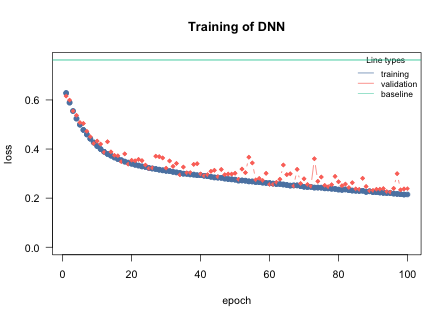 Training of DNN
Line types
training
validation
baseline
loss
0.6
0.4
0.2
0.0
0 20 40 60 80 100
epoch